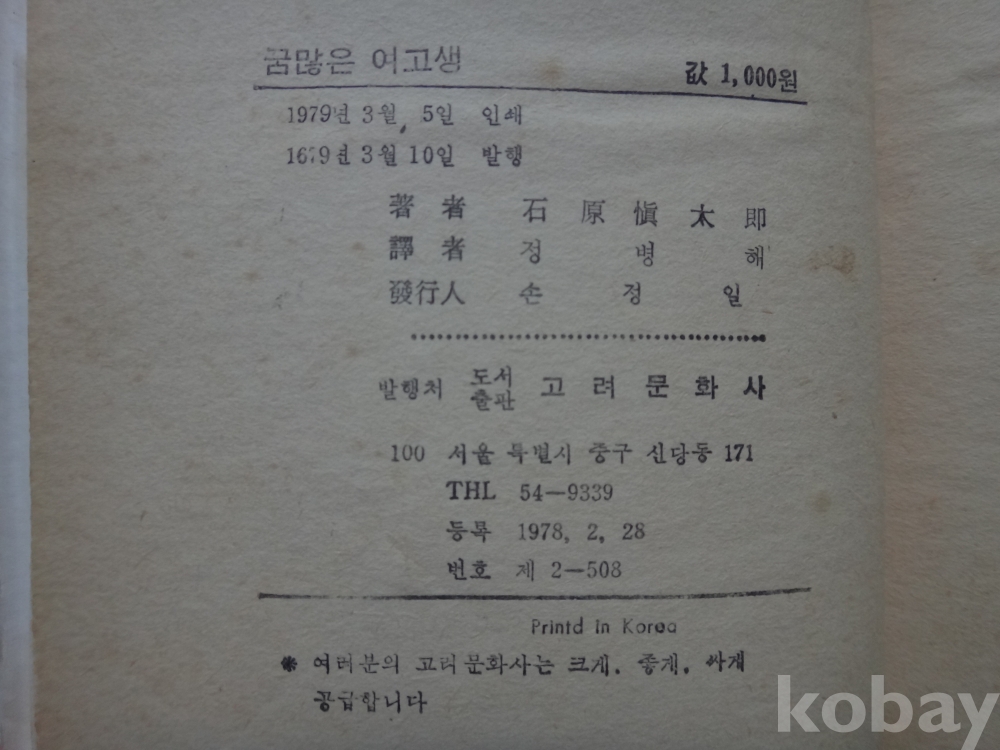 꿈많은 여고생
값 1,000원
1979년 3월 5일 인쇄
1679년 3월 10일 발행
著者 石原愼太即
譯者 정병해
發行人 손정일
발행처 도서출판 고려문화사
100 서울 특별시 중구 신당동 171
THL 54-9339
등록 1978, 2, 28
번호 제 2-508
Printd in Korea
※ 여러분의 고려문화사는 크게. 좋게. 싸게
공급합니다
kobay